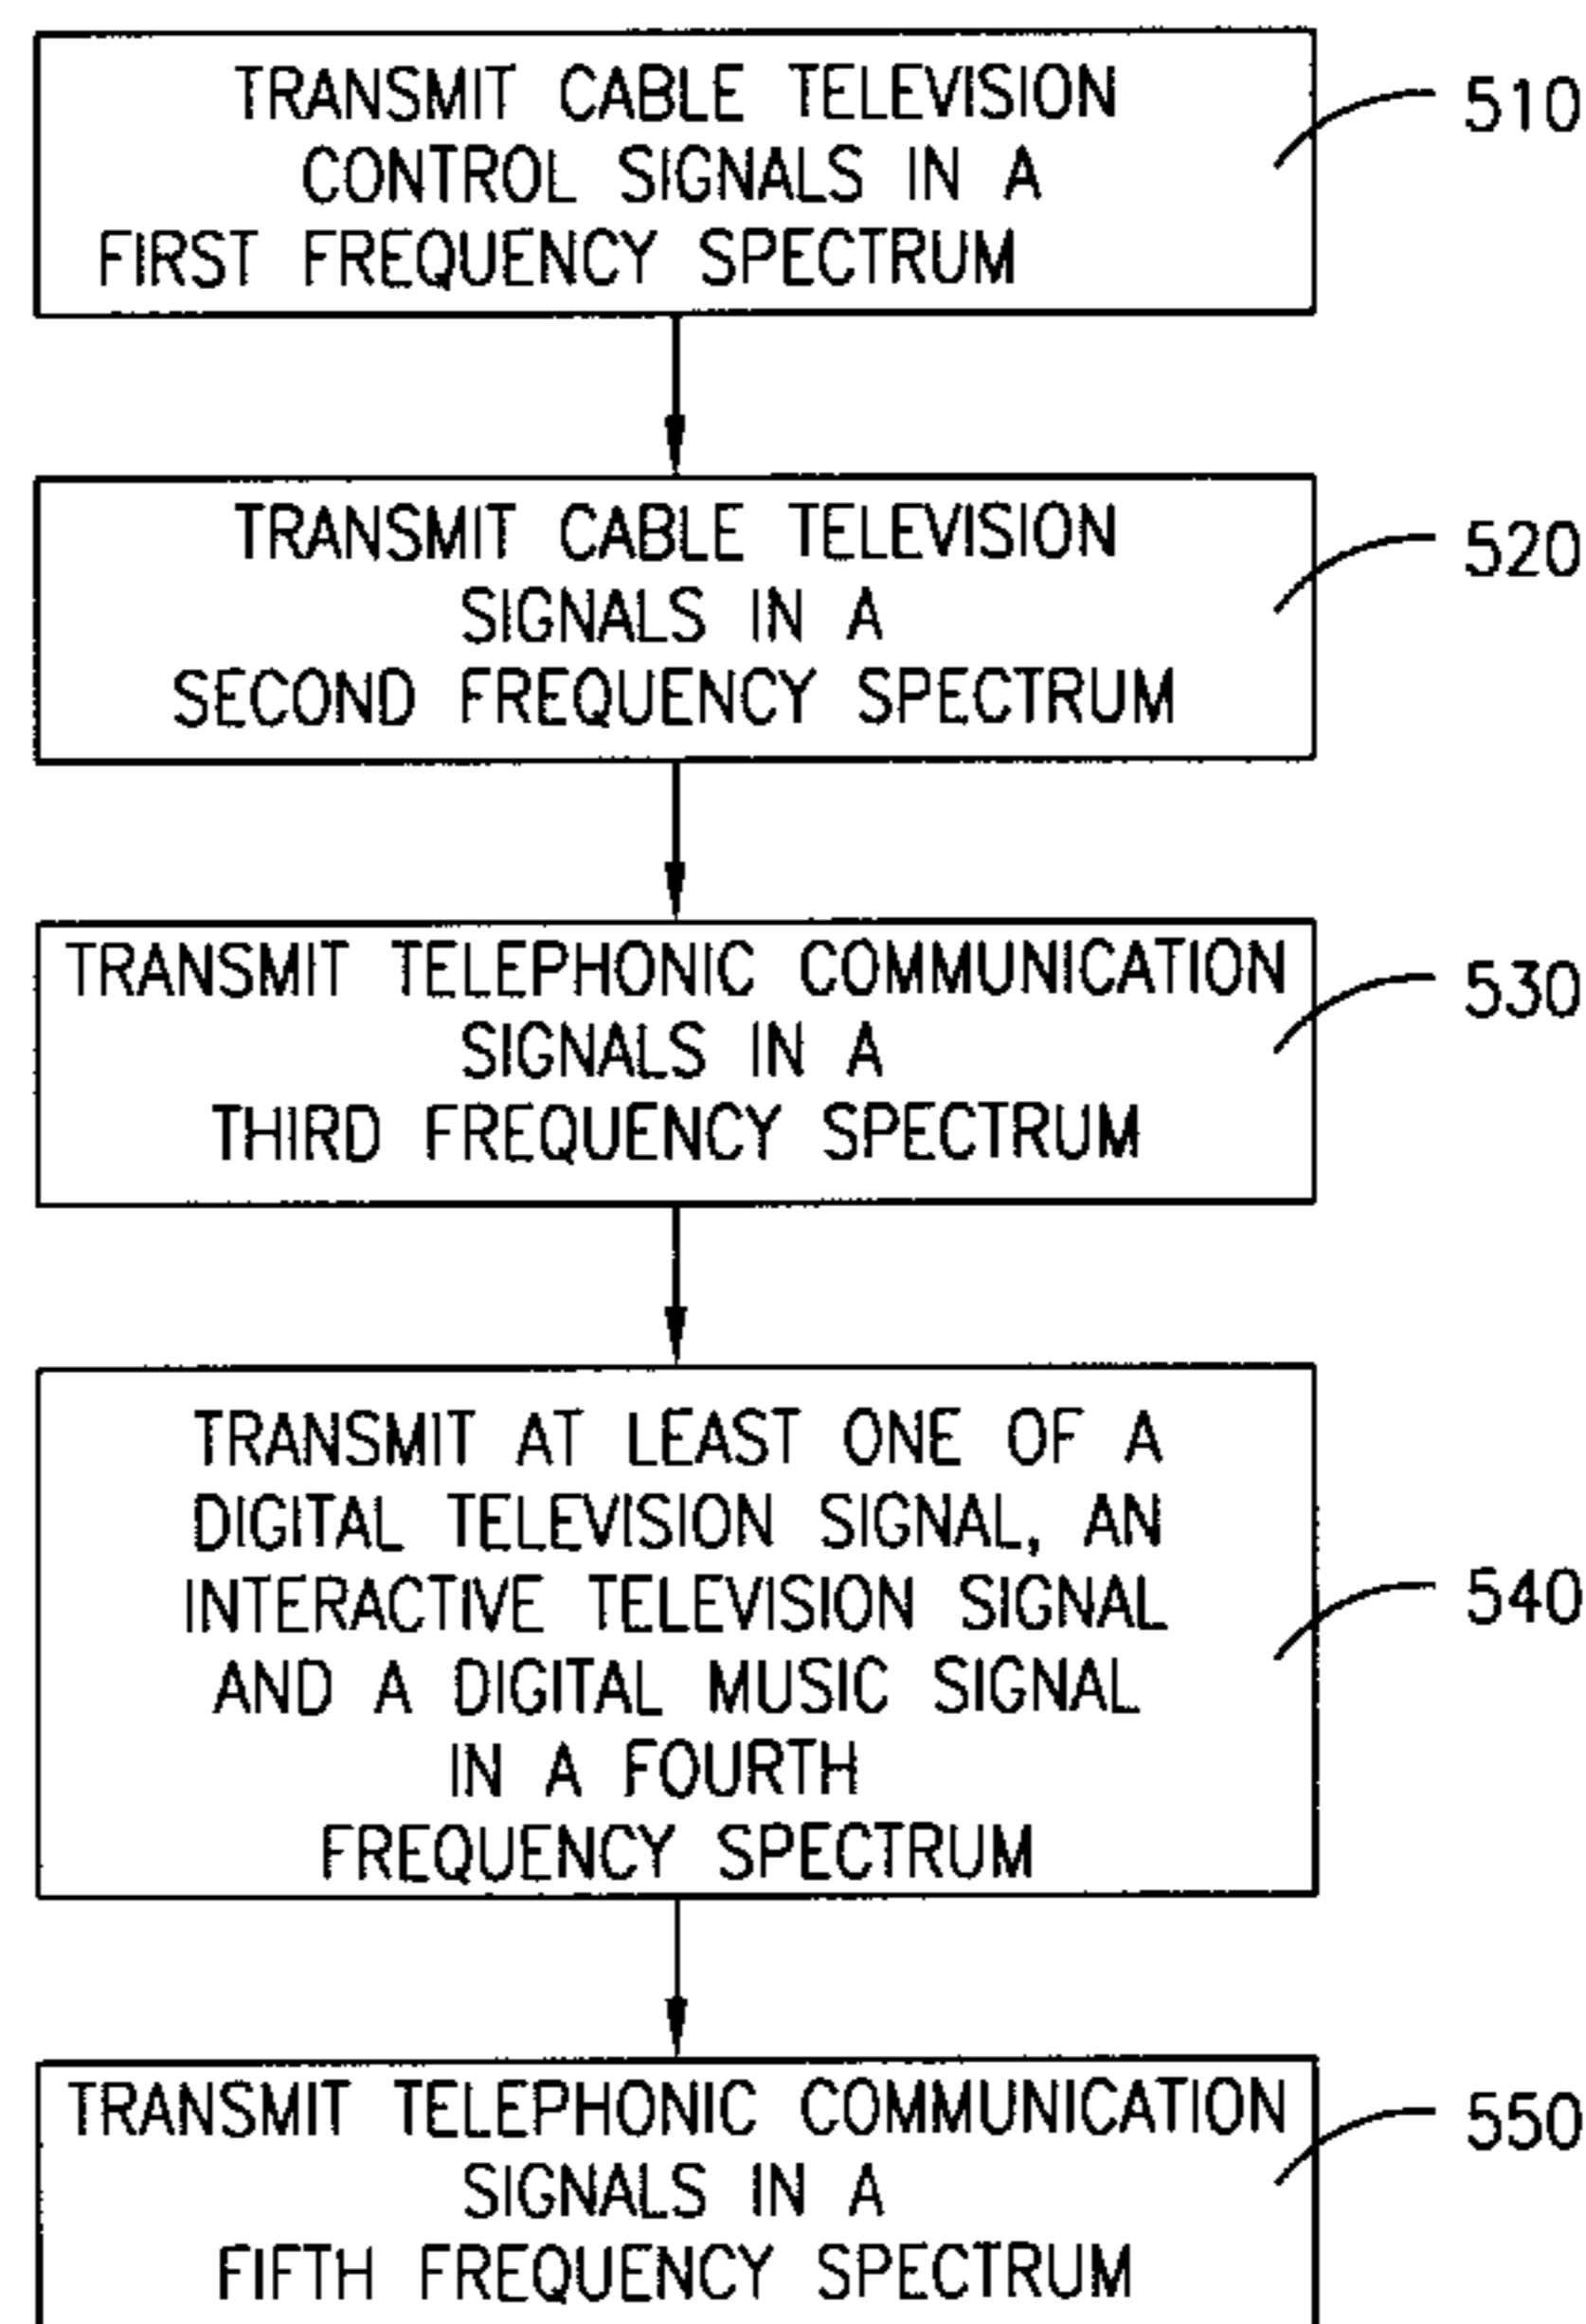 TRANSMIT CABLE TELEVISION
CONTROL SIGNALS IN A
FIRST FREQUENCY SPECTRUM
510
TRANSMIT CABLE TELEVISION
SIGNALS IN A
SECOND FREQUENCY SPECTRUM
520
TRANSMIT TELEPHONIC COMMUNICATION
SIGNALS IN A
THIRD FREQUENCY SPECTRUM
530
TRANSMIT AT LEAST ONE OF A
DIGITAL TELEVISION SIGNAL, AN
INTERACTIVE TELEVISION SIGNAL
AND A DIGITAL MUSIC SIGNAL
IN A FOURTH
FREQUENCY SPECTRUM
540
TRANSMIT TELEPHONIC COMMUNICATION
SIGNALS IN A
FIFTH FREQUENCY SPECTRUM
550